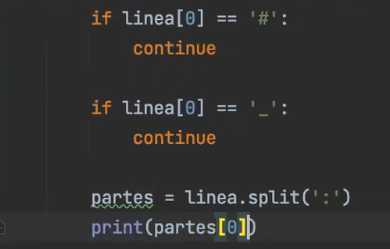 if linea[0] == '#':
continue
if linea[0] == '_':
continue
partes = linea.split(':')
print(partes[0])